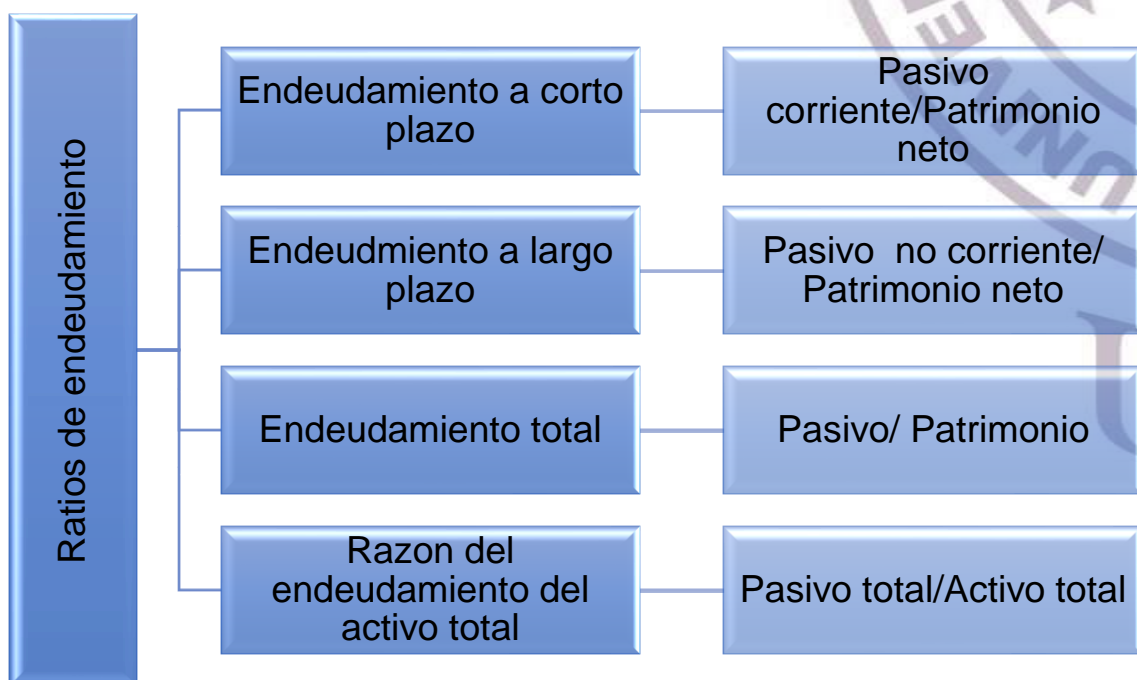 Ratios de endeudamiento
Endeudamiento a corto
plazo
Pasivo
corriente/Patrimonio
neto
Endeudmiento a largo
plazo
Pasivo no corriente/
Patrimonio neto
Endeudamiento total
Pasivo/ Patrimonio
Razon del
endeudamiento del
activo total
Pasivo total/Activo total